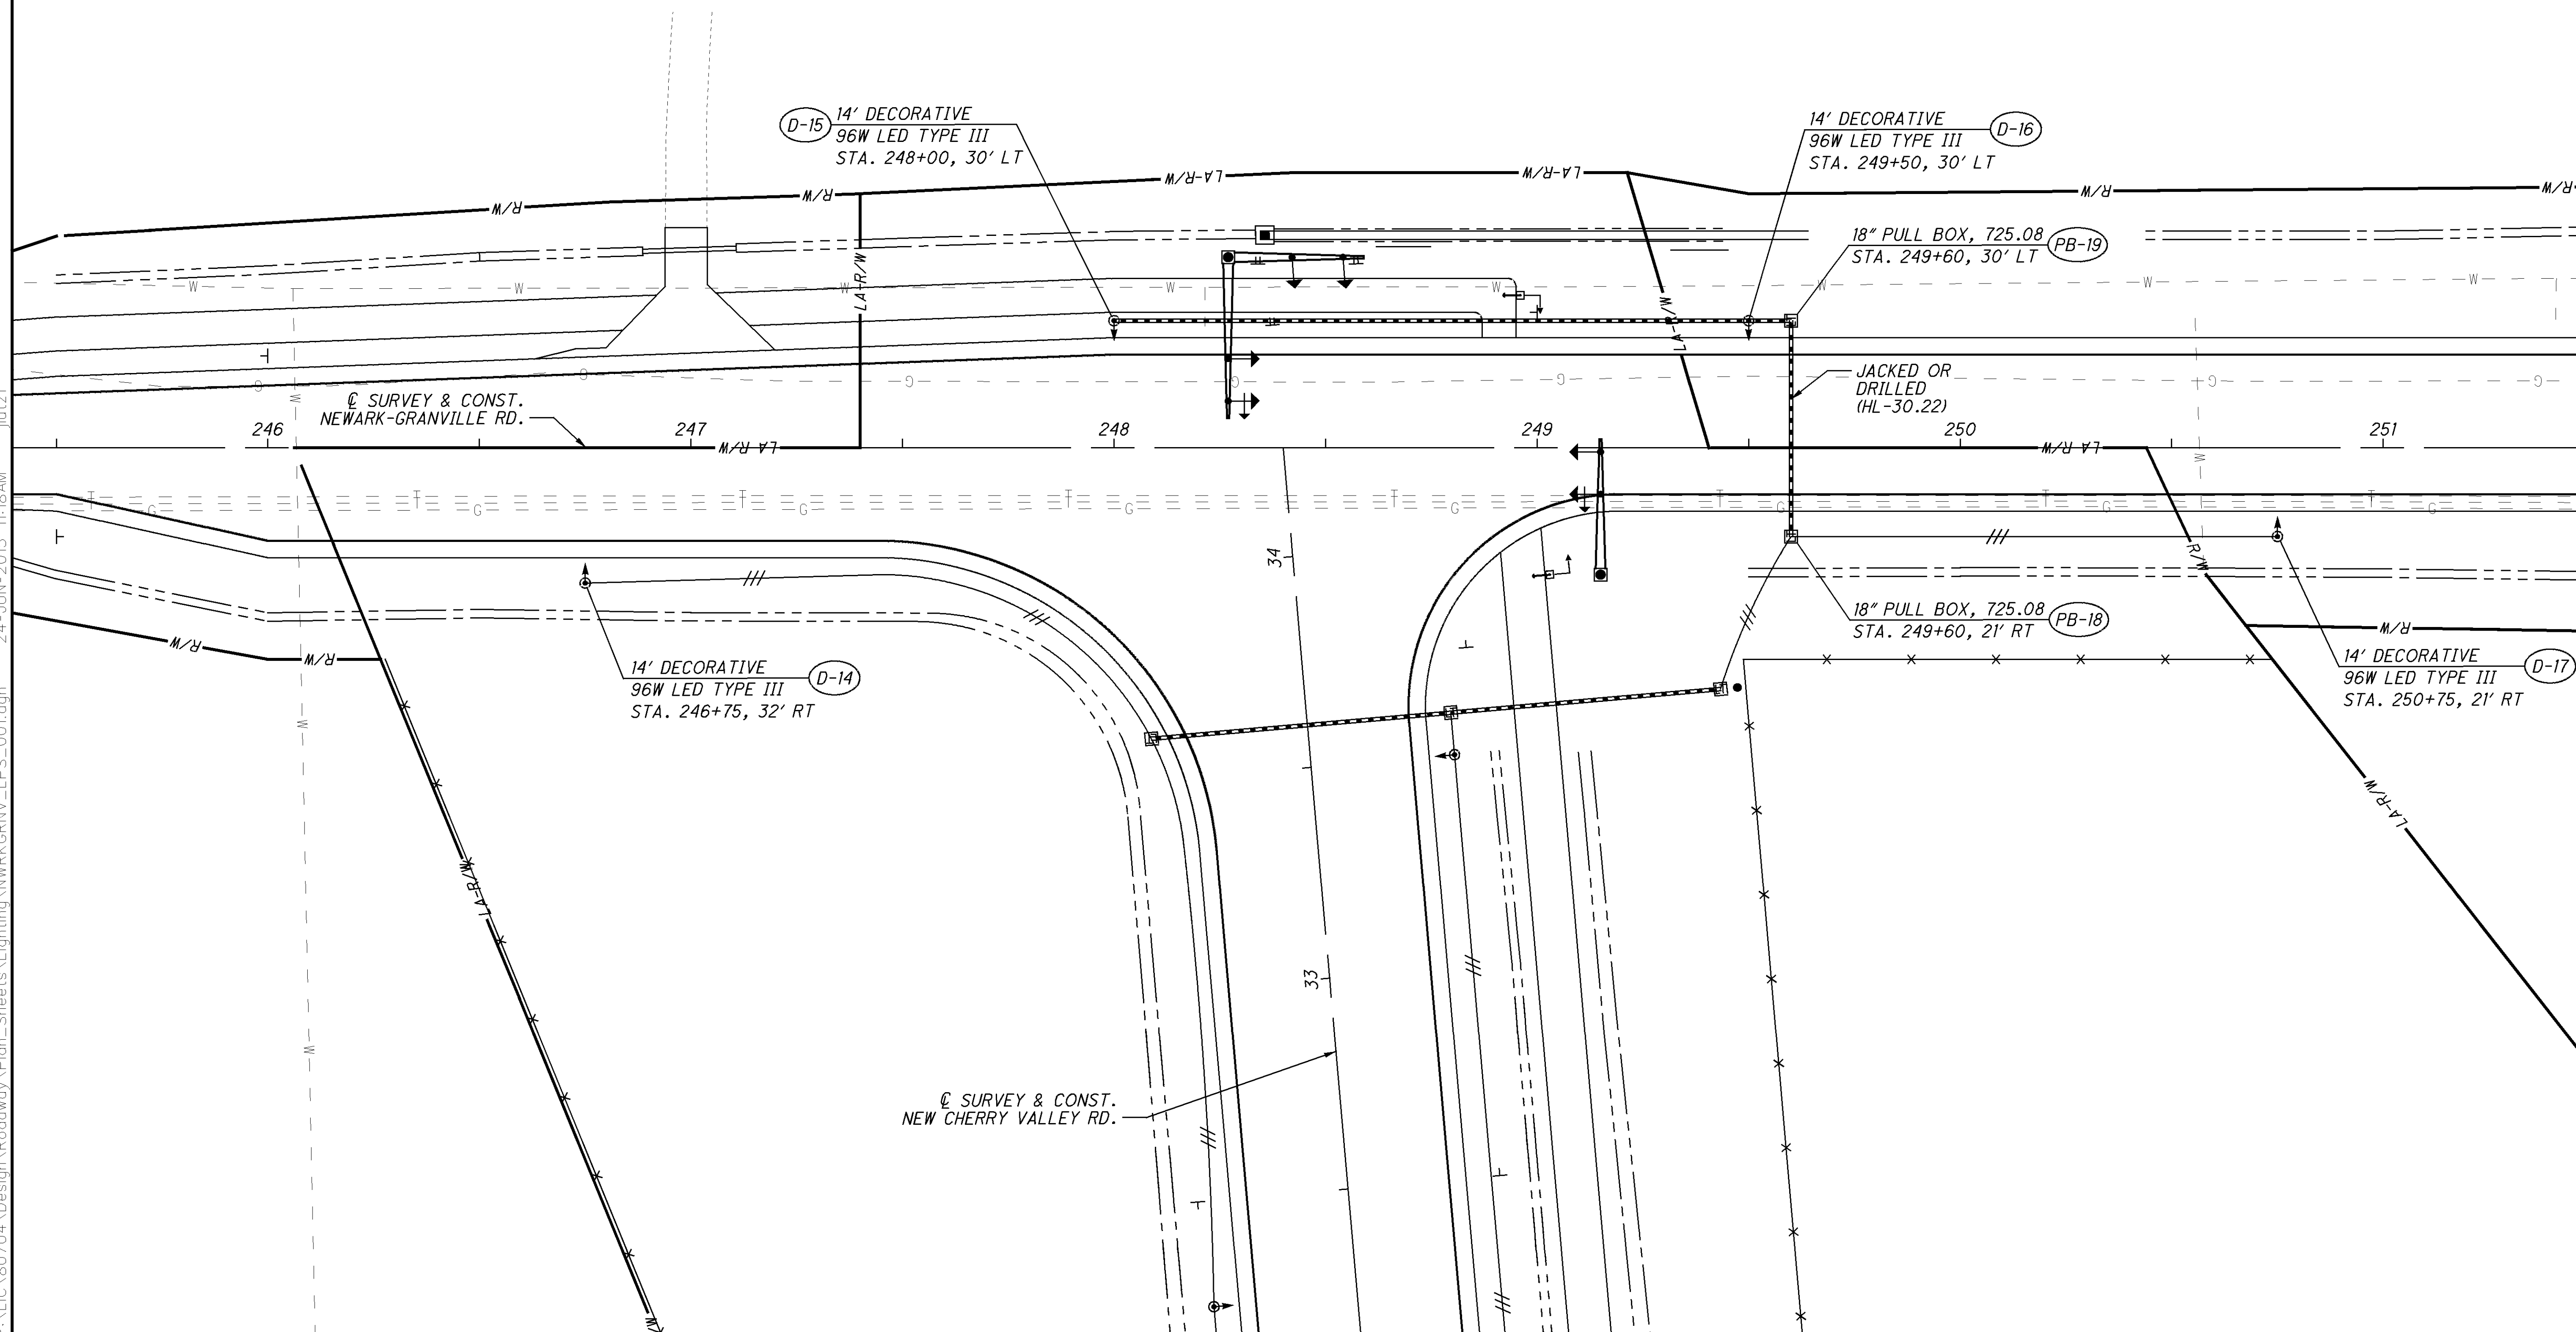 D-15
14' DECORATIVE
96W LED TYPE III
STA. 248+00, 30' LT
14' DECORATIVE
D-16
96W LED TYPE III
STA. 249+50, 30' LT
R/W
R/W
LA-R/W
LA-R/W
R/W
R/W
18" PULL BOX, 725.08
PB-19
STA. 249+60, 30' LT
LA-R/W
LA-R/W
W
W
W
W
W
W
W
W
JACKED OR
DRILLED
(HL-30.22)
G
G
G
G
G
G
G
℄ SURVEY & CONST.
NEWARK-GRANVILLE RD.
246
247
248
249
250
251
LA R/W
LA R/W
W
W
T
T
T
T
T
T
T
T
G
G
G
G
G
G
G
G
34
R/W
R/W
R/W
R/W
18" PULL BOX, 725.08
PB-18
STA. 249+60, 21' RT
14' DECORATIVE
D-14
96W LED TYPE III
STA. 246+75, 32' RT
14' DECORATIVE
D-17
96W LED TYPE III
STA. 250+75, 21' RT
W
LA-R/W
LA-R/W
33
W
℄ SURVEY & CONST.
NEW CHERRY VALLEY RD.
24-JUN-2013 11:18AM